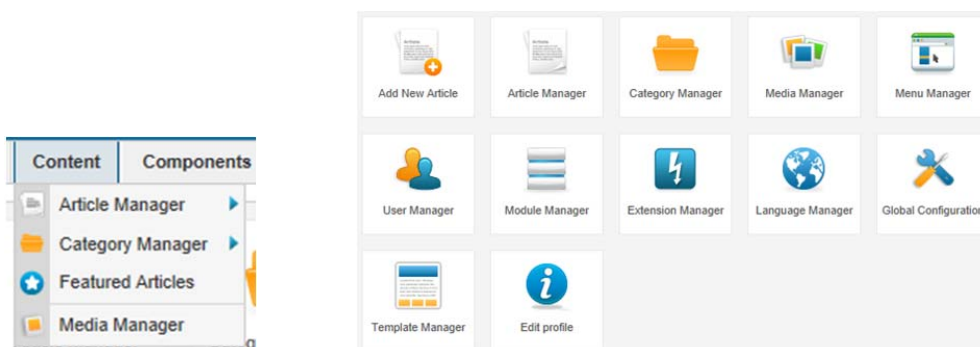 Content Components
Article Manager
Category Manager
Featured Articles
Media Manager
Add New Article Article Manager Category Manager Media Manager Menu Manager
User Manager Module Manager Extension Manager Language Manager Global Configuration
Template Manager Edit profile